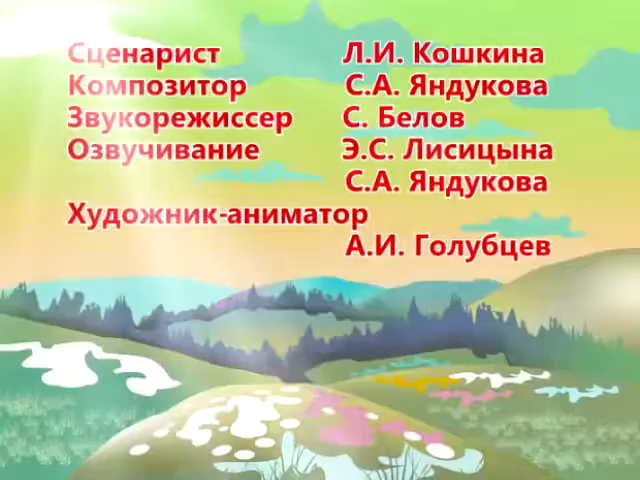 Сценарист Л.И. Кошкина
Композитор С.А. Яндукова
Звукорежиссер С. Белов
Озвучивание Э.С. Лисицына
С.А. Яндукова
Художник-аниматор
А.И. Голубцев